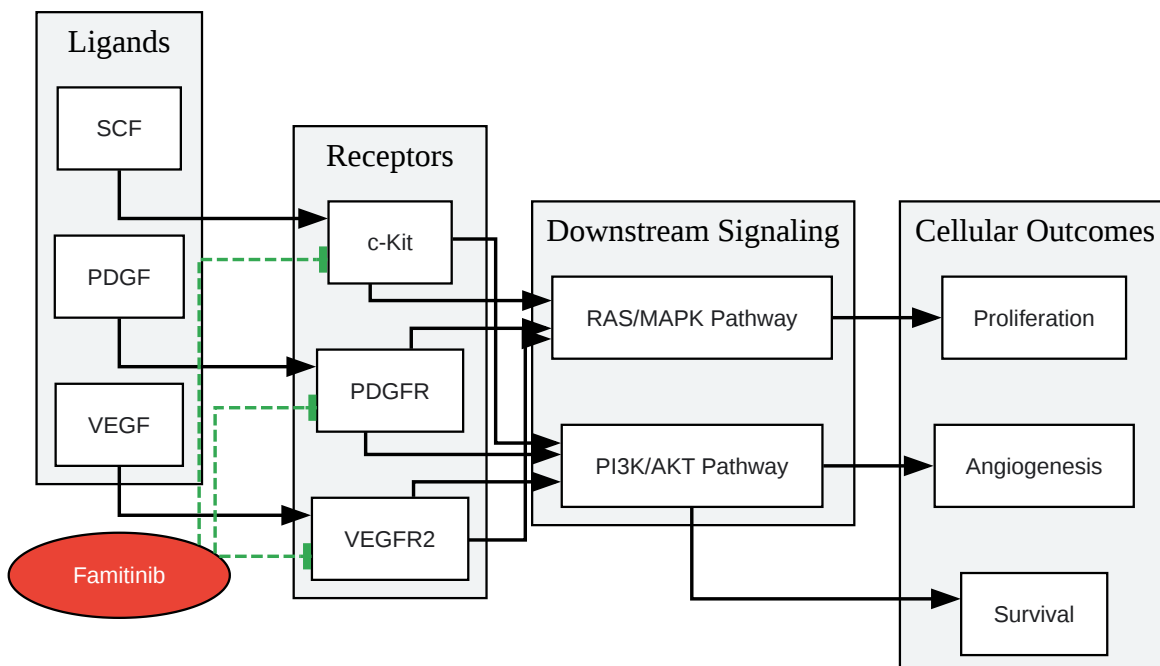 Ligands
SCF
PDGF
VEGF
Famitinib
Receptors
c-Kit
PDGFR
VEGFR2
Downstream Signaling
RAS/MAPK Pathway
PI3K/AKT Pathway
Cellular Outcomes
Proliferation
Angiogenesis
Survival